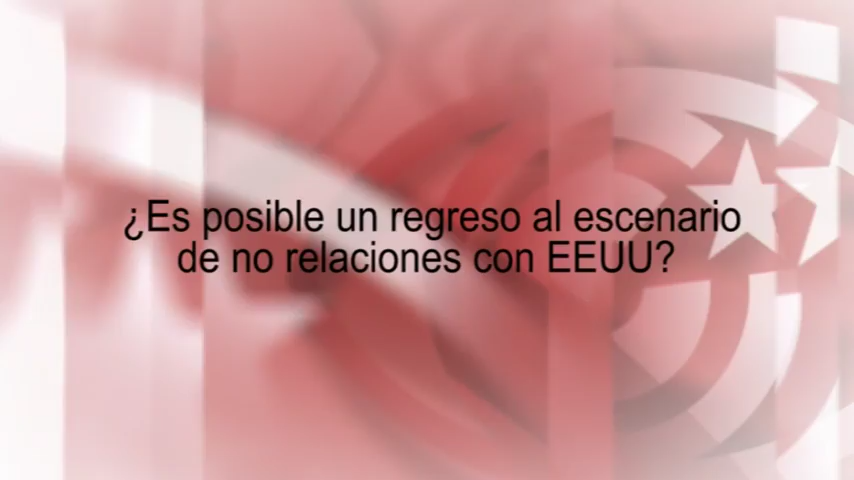 ¿Es posible un regreso al escenario
de no relaciones con EEUU?